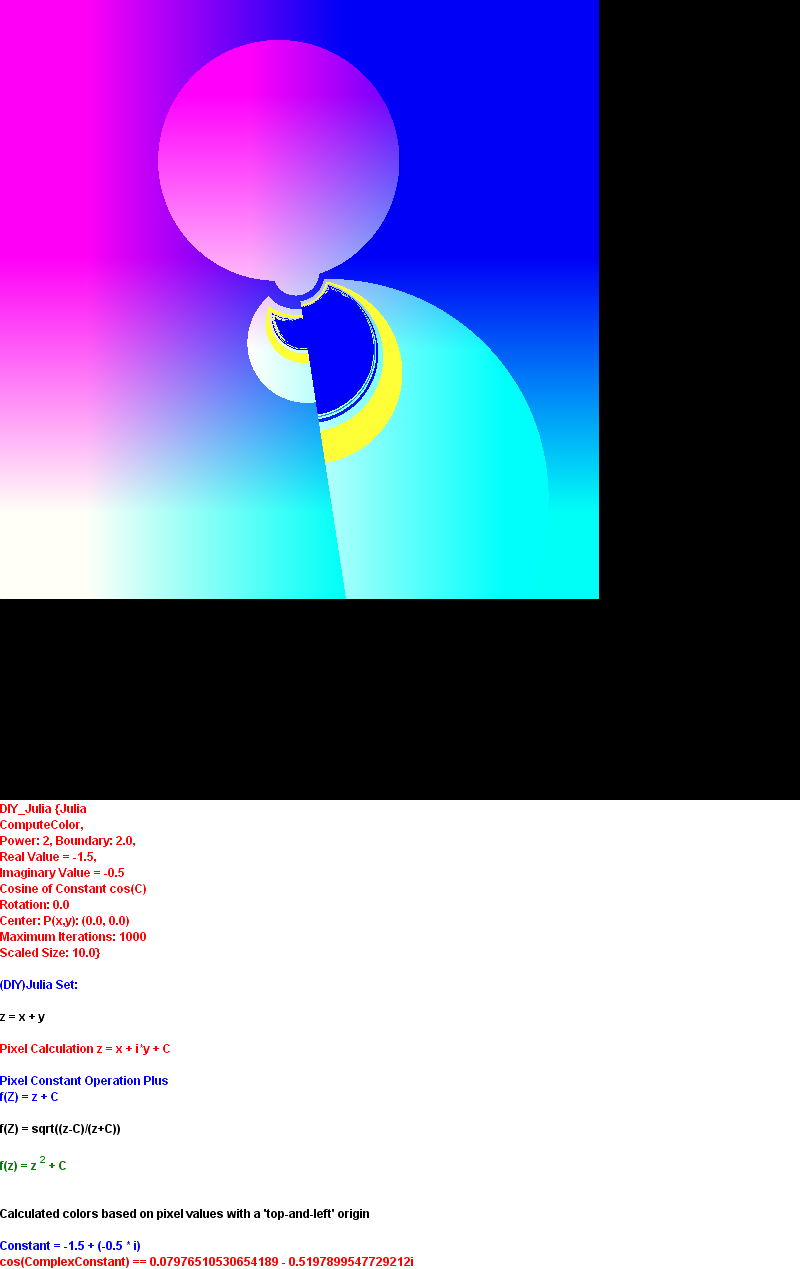 DIY_Julia {Julia
ComputeColor,
Power: 2, Boundary: 2.0,
Real Value = -1.5,
Imaginary Value = -0.5
Cosine of Constant cos(C)
Rotation: 0.0
Center: P(x,y): (0.0, 0.0)
Maximum Iterations: 1000
Scaled Size: 10.0}
(DIY)Julia Set:
z = x + y
Pixel Calculation z = x + i*y + C
Pixel Constant Operation Plus
f(Z) = z + C
f(Z) = sqrt((z-C)/(z+C))
f(z) = z ² + C
Calculated colors based on pixel values with a 'top-and-left' origin
Constant = -1.5 + (-0.5 * i)
cos(ComplexConstant) == 0.07976510530654189 - 0.5197899547729212i